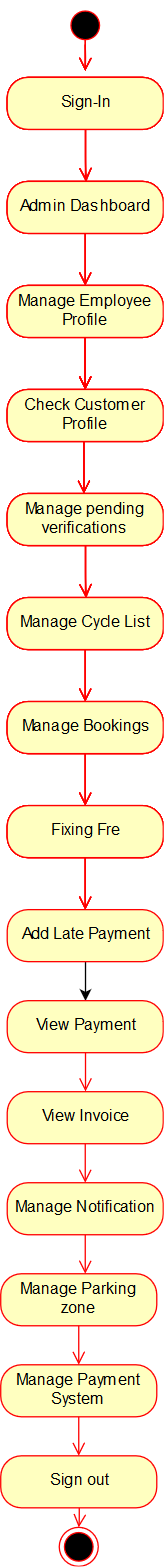 Sign-In
Admin Dashboard
Manage Employee
Profile
Check Customer
Profile
Manage pending
verifications
Manage Cycle List
Manage Bookings
Fixing Fre
Add Late Payment
View Payment
View Invoice
Manage Notification
Manage Parking
zone
Manage Payment
System
Sign out